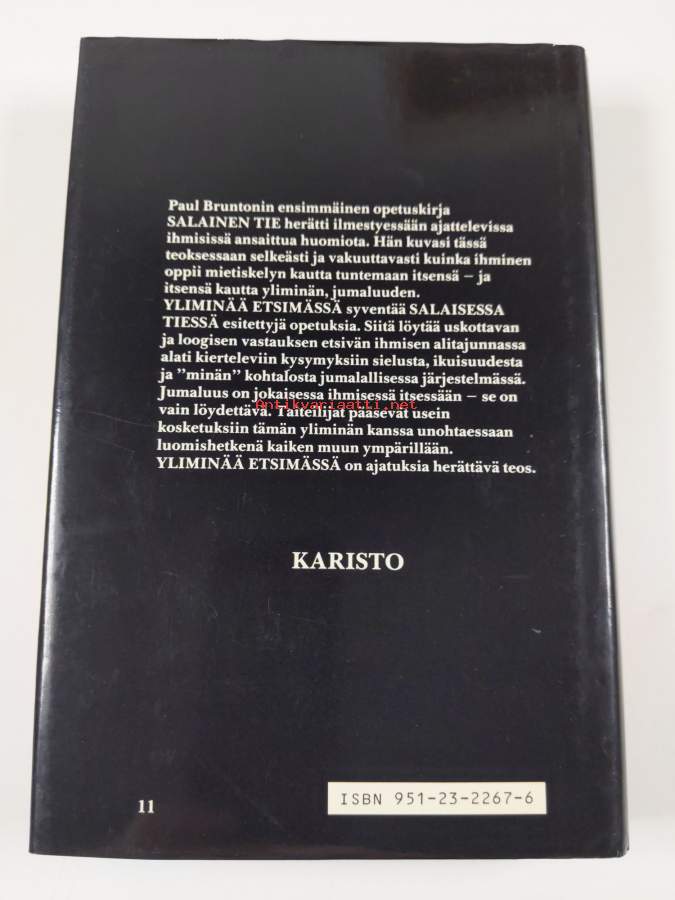 Paul Bruntonin ensimmäinen opetuskirja
SALAINEN TIE herätti ilmestyessään ajattelevissa
ihmisissä ansaittua huomiota. Hän kuvasi tässä
teoksessaan selkeästi ja vakuuttavasti kuinka ihminen
oppii mietiskelyn kautta tuntemaan itsensä – ja
itsensä kautta yliminän, jumaluuden.
YLIMINÄÄ ETSIMÄSSÄ syventää SALAISESSA
TIESSÄ esitettyjä opetuksia. Siitä löytää uskottavan
ja loogisen vastauksen etsivän ihmisen alitajunnassa
alati kierteleviin kysymyksiin sielusta, ikuisuudesta
ja ”minän” kohtalosta jumalallisessa järjestelmässä.
Jumaluus on jokaisessa ihmisessä itsessään – se on
Antikvariaatti.net
vain löydettävä. Taiteilijat pääsevät usein
kosketuksiin tämän yliminän kanssa unohtaessaan
luomishetkenä kaiken muun ympärillään.
YLIMINÄÄ ETSIMÄSSÄ on ajatuksia herättävä teos.
KARISTO
11
ISBN 951-23-2267-6